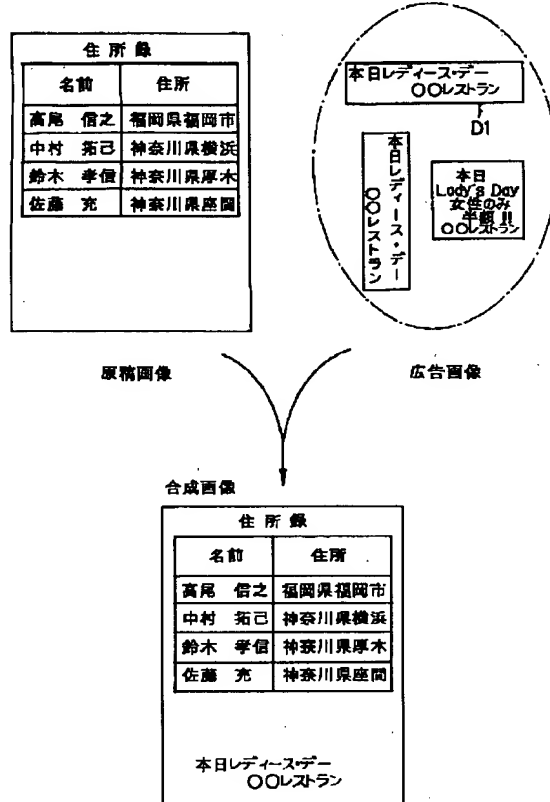 住所録
名前 住所
高尾 信之 福岡県福岡市
中村 拓己 神奈川県横浜
鈴木 孝信 神奈川県厚木
佐藤 充 神奈川県座間
本日レディース・デー
○○レストラン
D1
本日レディース・デー
○○レストラン
本日
Lady's Day
女性のみ
半額!!
○○レストラン
原稿画像
広告画像
合成画像
住所録
名前 住所
高尾 信之 福岡県福岡市
中村 拓己 神奈川県横浜
鈴木 孝信 神奈川県厚木
佐藤 充 神奈川県座間
本日レディース・デー
○○レストラン